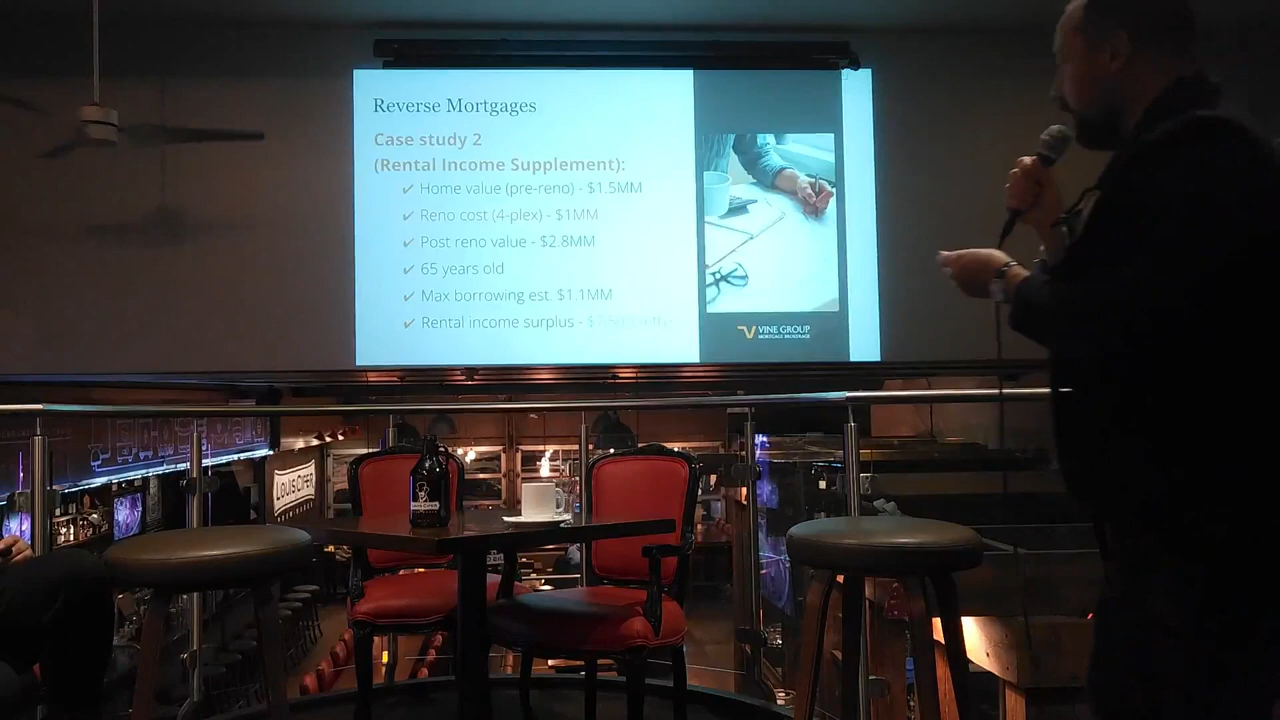 Reverse Mortgages
Case study 2
(Rental Income Supplement):
✔ Home value (pre-reno) - $1.5MM
✔ Reno cost (4-plex) - $1MM
✔ Post reno value - $2.8MM
✔ 65 years old
✔ Max borrowing est. $1.1MM
✔ Rental income surplus -
VINE GROUP
MORTGAGE BROKERAGE
LOUIS CIFER